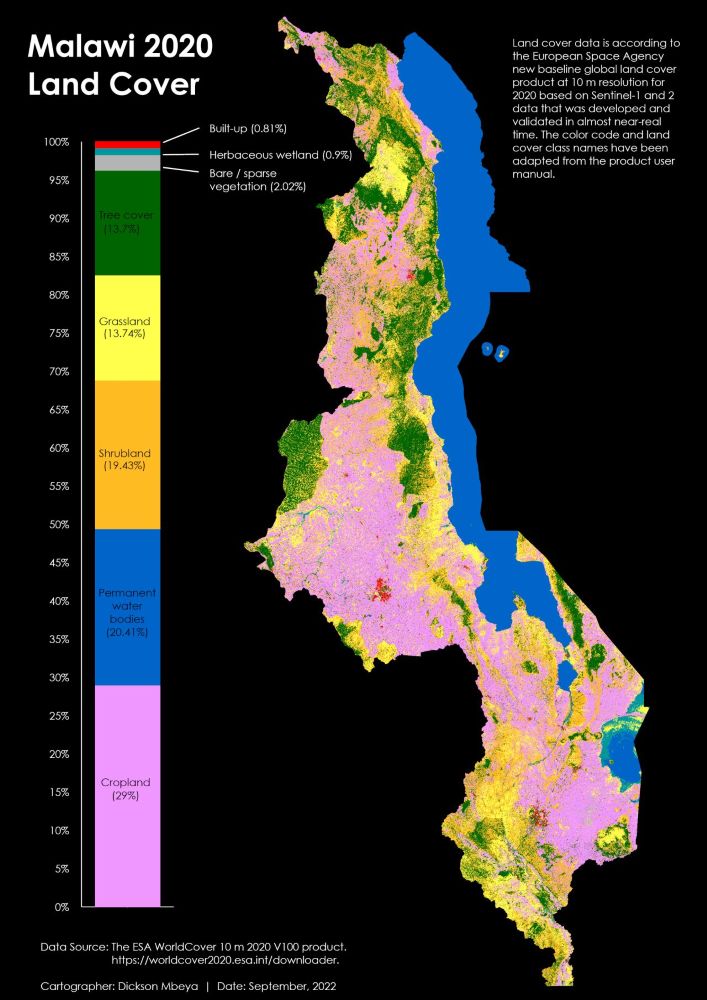 Malawi 2020
Land Cover
Land cover data is according to
the European Space Agency
new baseline global land cover
product at 10 m resolution for
2020 based on Sentinel-1 and 2
data that was developed and
validated in almost near-real
time. The color code and land
cover class names have been
adapted from the product user
manual.
Built-up (0.81%)
Herbaceous wetland (0.9%)
Bare / sparse
vegetation (2.02%)
100%
95%
90%
85%
80%
75%
70%
65%
60%
55%
50%
45%
40%
35%
30%
25%
20%
15%
10%
5%
0%
Tree cover
(13.7%)
Grassland
(13.74%)
Shrubland
(19.43%)
Permanent
water
bodies
(20.41%)
Cropland
(29%)
Data Source: The ESA WorldCover 10 m 2020 V100 product.
https://worldcover2020.esa.int/downloader.
Cartographer: Dickson Mbeya | Date: September, 2022